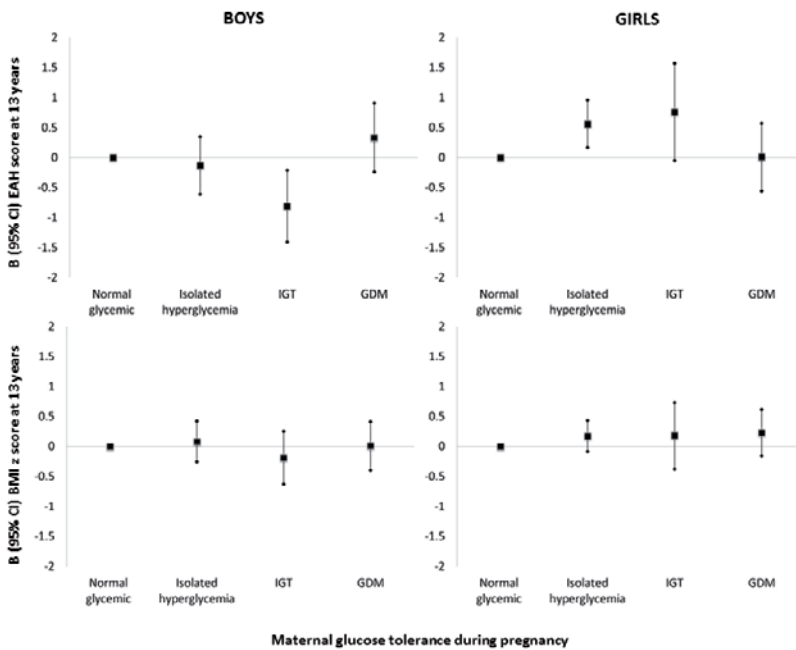 BOYS
GIRLS
B (95% CI) EAH score at 13 years
2
1.5
1
0.5
0
-0.5
-1
-1.5
-2
Normal glycemic
Isolated hyperglycemia
IGT
GDM
2
1.5
1
0.5
0
-0.5
-1
-1.5
-2
Normal glycemic
Isolated hyperglycemia
IGT
GDM
B (95% CI) BMI z score at 13 years
2
1.5
1
0.5
0
-0.5
-1
-1.5
-2
Normal glycemic
Isolated hyperglycemia
IGT
GDM
2
1.5
1
0.5
0
-0.5
-1
-1.5
-2
Normal glycemic
Isolated hyperglycemia
IGT
GDM
Maternal glucose tolerance during pregnancy